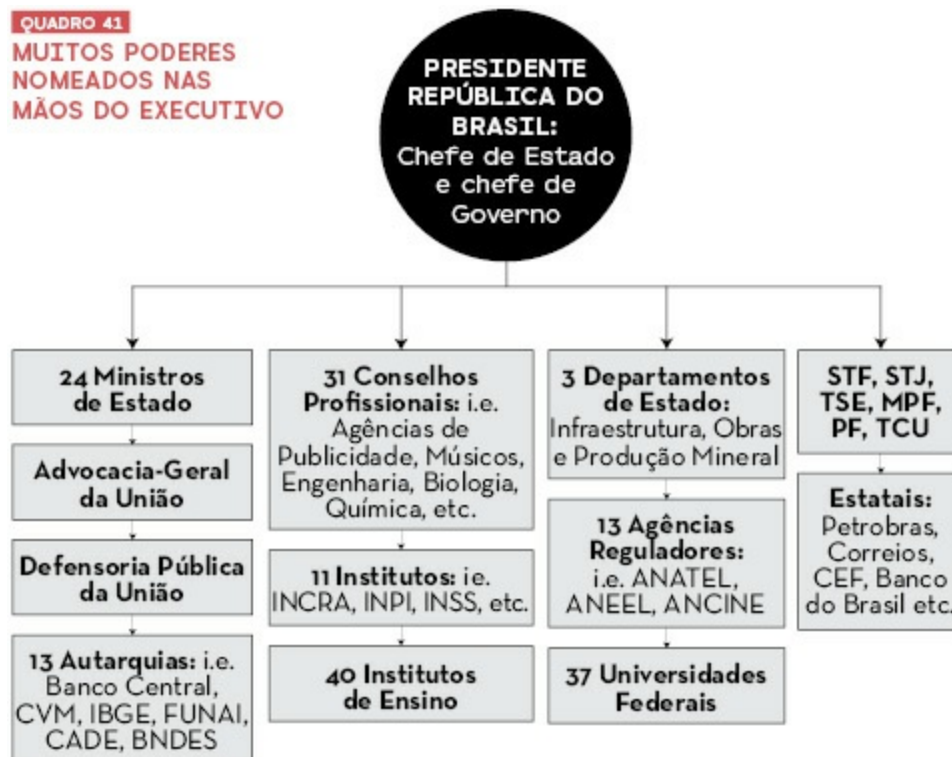 QUADRO 41
MUITOS PODERES
NOMEADOS NAS
MÃOS DO EXECUTIVO
PRESIDENTE
REPÚBLICA DO
BRASIL:
Chefe de Estado
e chefe de
Governo
24 Ministros
de Estado
Advocacia-Geral
da União
Defensoria Pública
da União
13 Autarquias: i.e.
Banco Central,
CVM, IBGE, FUNAI,
CADE, BNDES
31 Conselhos
Profissionais: i.e.
Agências de
Publicidade, Músicos,
Engenharia, Biologia,
Química, etc.
11 Institutos: ie.
INCRA, INPI, INSS, etc.
40 Institutos
de Ensino
3 Departamentos
de Estado:
Infraestrutura, Obras
e Produção Mineral
13 Agências
Reguladores:
i.e. ANATEL,
ANEEL, ANCINE
37 Universidades
Federais
STF, STJ,
TSE, MPF,
PF, TCU
Estatais:
Petrobras,
Correios,
CEF, Banco
do Brasil etc.